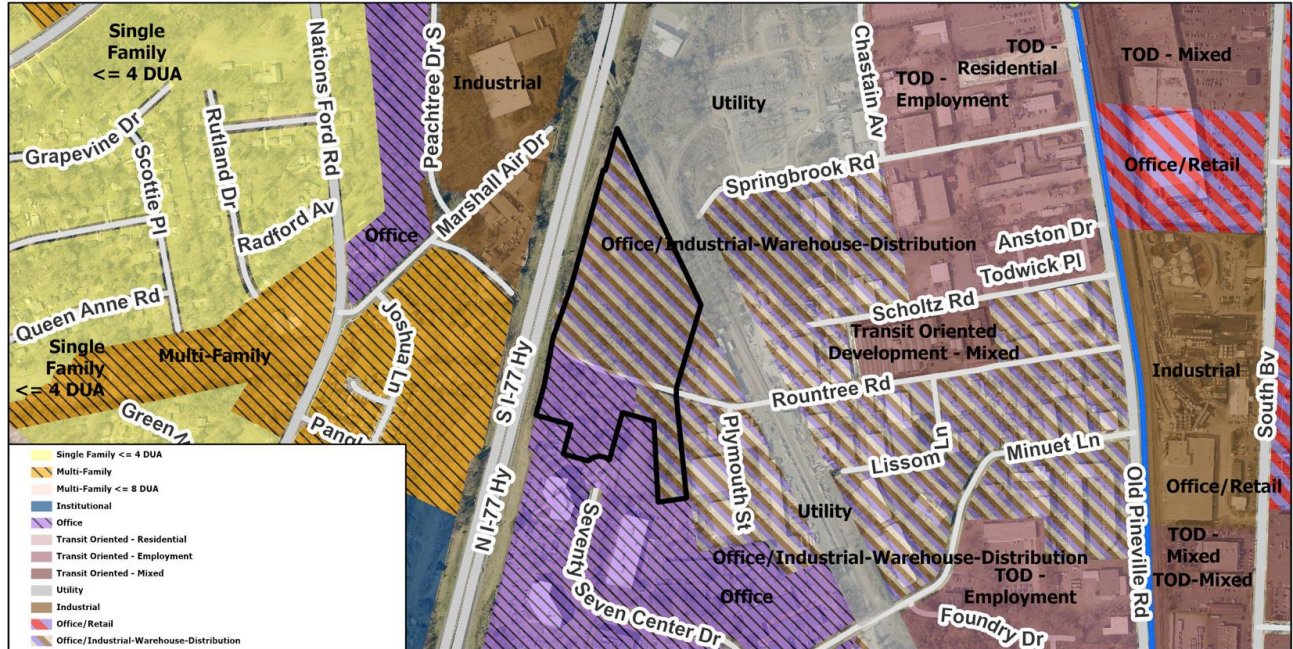 Single
Family
<= 4 DUA
Nations Ford Rd
Peachtree Dr S
Industrial
Utility
Chastain Av
TOD -
Residential
TOD -
Employment
TOD - Mixed
Grapevine Dr
Scottie Pl
Rutland Dr
Radford Av
Office
Marshall Air Dr
Springbrook Rd
Office/Retail
Office/Industrial-Warehouse-Distribution
Anston Dr
Todwick Pl
Scholtz Rd
Queen Anne Rd
Single
Family
<= 4 DUA
Multi-Family
Joshua Ln
S I-77 Hy
Transit Oriented
Development - Mixed
Rountree Rd
Industrial
South Bv
Green
Pangl
N I-77 Hy
Plymouth St
Lissom Ln
Minuet Ln
Old Pineville Rd
Office/Retail
Utility
Office/Industrial-Warehouse-Distribution
TOD -
Mixed
TOD-Mixed
TOD -
Employment
Office
Seventy Seven Center Dr
Foundry Dr
Single Family <= 4 DUA
Multi-Family
Multi-Family <= 8 DUA
Institutional
Office
Transit Oriented - Residential
Transit Oriented - Employment
Transit Oriented - Mixed
Utility
Industrial
Office/Retail
Office/Industrial-Warehouse-Distribution